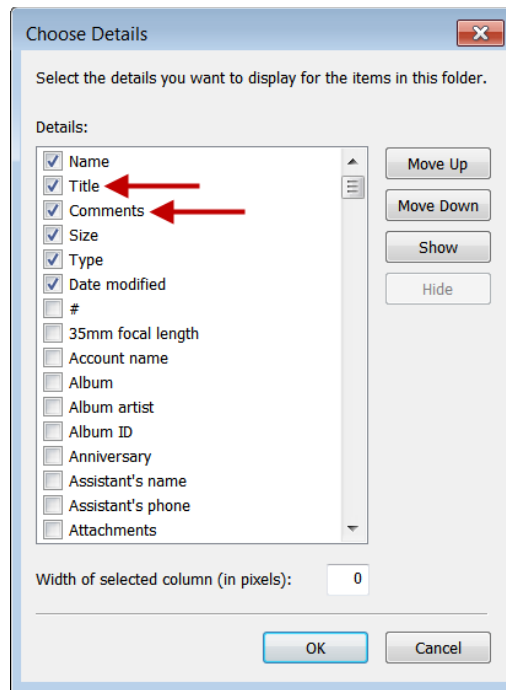 Choose Details
Select the details you want to display for the items in this folder.
Details:
Name
Title
Comments
Size
Type
Date modified
#
35mm focal length
Account name
Album
Album artist
Album ID
Anniversary
Assistant's name
Assistant's phone
Attachments
Move Up
Move Down
Show
Hide
Width of selected column (in pixels): 0
OK Cancel